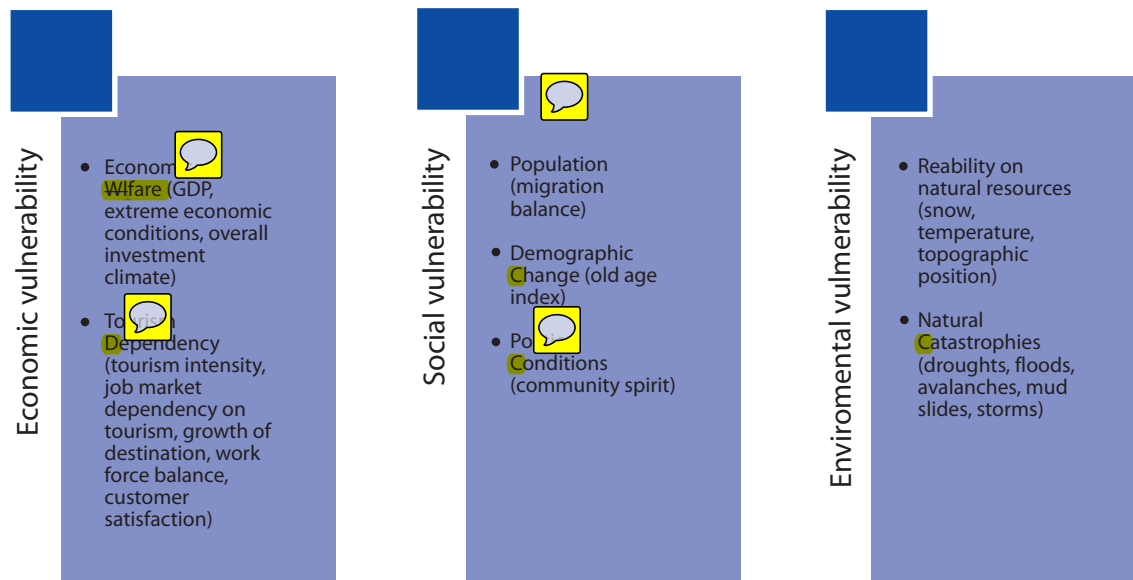 Economic vulnerability
• Econom
Wlfare (GDP,
extreme economic
conditions, overall
investment
climate)
• Tourism
Dependency
(tourism intensity,
job market
dependency on
tourism, growth of
destination, work
force balance,
customer
satisfaction)
Social vulnerability
• Population
(migration
balance)
• Demographic
Change (old age
index)
•
Conditions
(community spirit)
Enviromental vulmerability
• Reability on
natural resources
(snow,
temperature,
topographic
position)
• Natural
Catastrophies
(droughts, floods,
avalanches, mud
slides, storms)